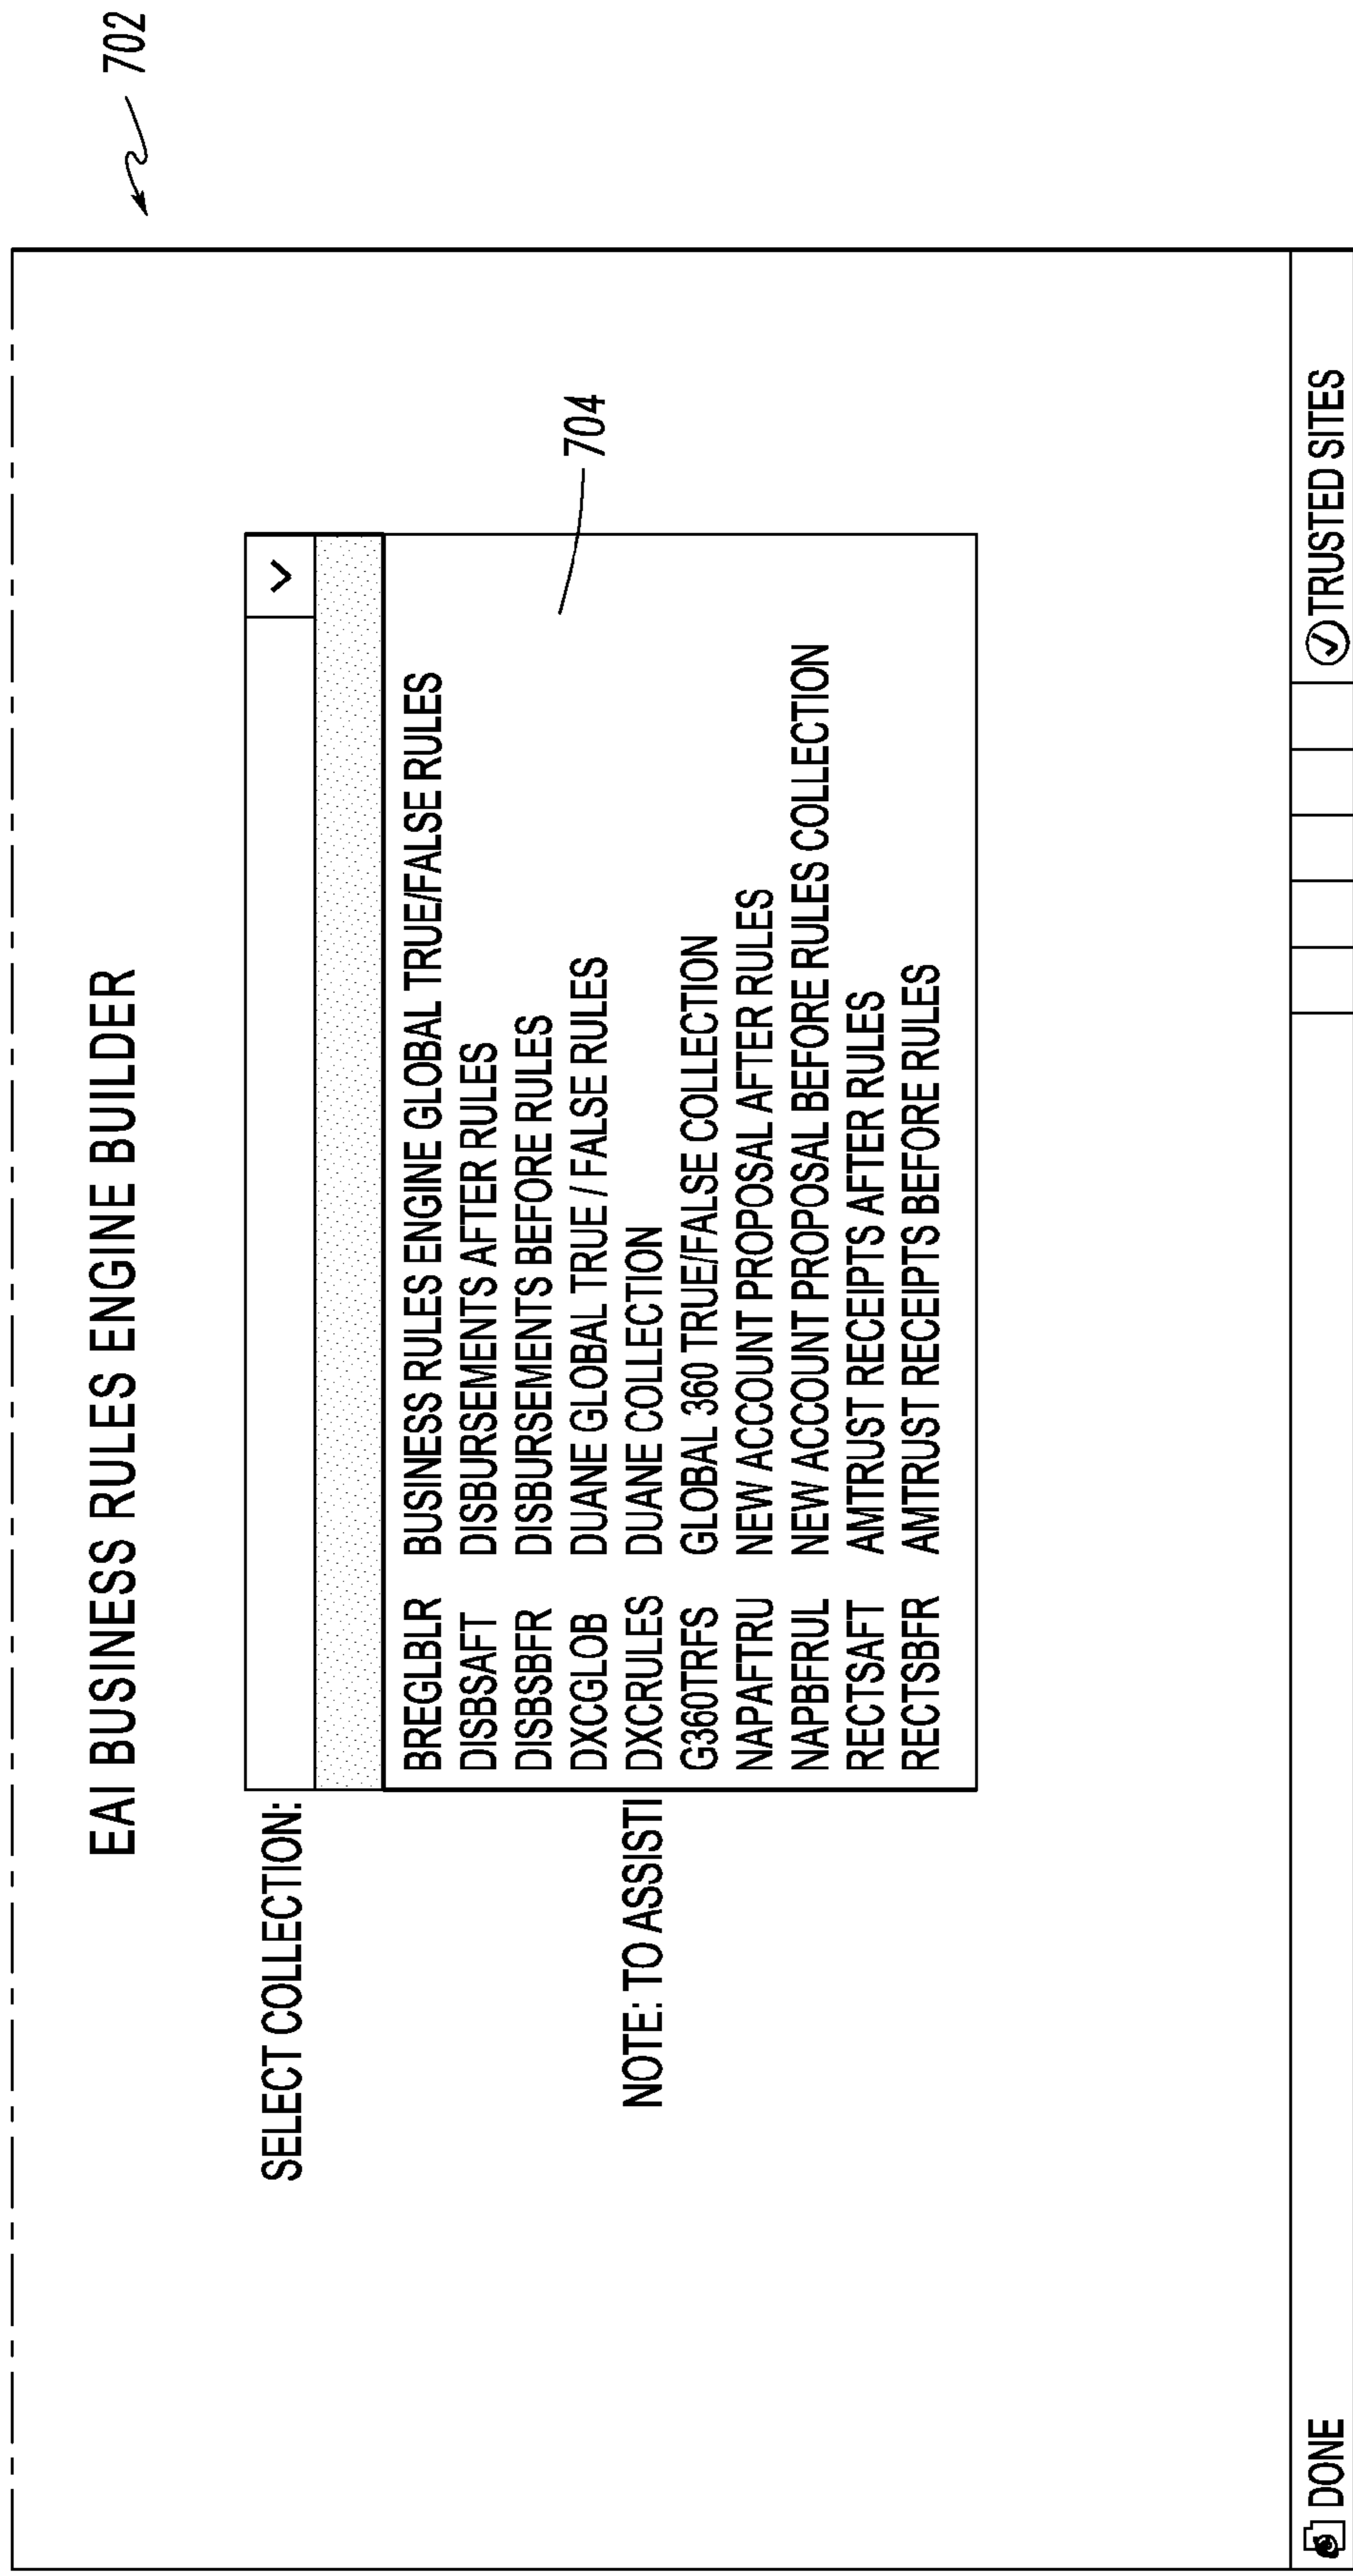 702
EAI BUSINESS RULES ENGINE BUILDER
SELECT COLLECTION:
BREGLBLR BUSINESS RULES ENGINE GLOBAL TRUE/FALSE RULES
DISBSAFT DISBURSEMENTS AFTER RULES
DISBSBFR DISBURSEMENTS BEFORE RULES
704
DXCGLOB DUANE GLOBAL TRUE / FALSE RULES
NOTE: TO ASSISTI DXCRULES DUANE COLLECTION
G360TRFS GLOBAL 360 TRUE/FALSE COLLECTION
NAPAFTRU NEW ACCOUNT PROPOSAL AFTER RULES
NAPBFRUL NEW ACCOUNT PROPOSAL BEFORE RULES COLLECTION
RECTSAFT AMTRUST RECEIPTS AFTER RULES
RECTSBFR AMTRUST RECEIPTS BEFORE RULES
DONE TRUSTED SITES